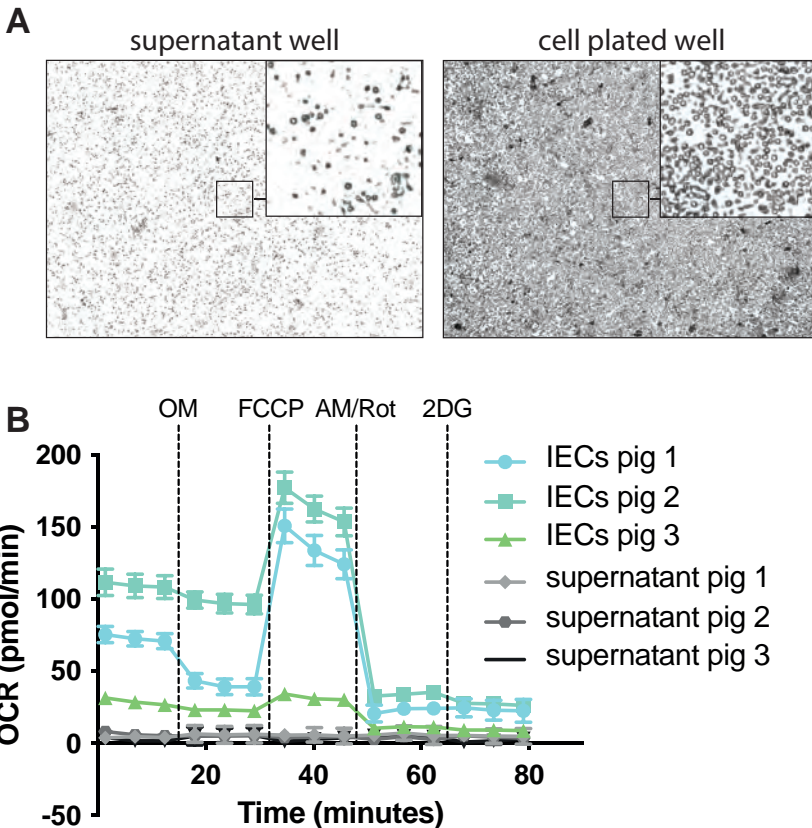 A
supernatant well
cell plated well
B
OM
FCCP
AM/Rot
2DG
200
150
100
50
0
-50
OCR (pmol/min)
20
40
60
80
Time (minutes)
IECs pig 1
IECs pig 2
IECs pig 3
supernatant pig 1
supernatant pig 2
supernatant pig 3